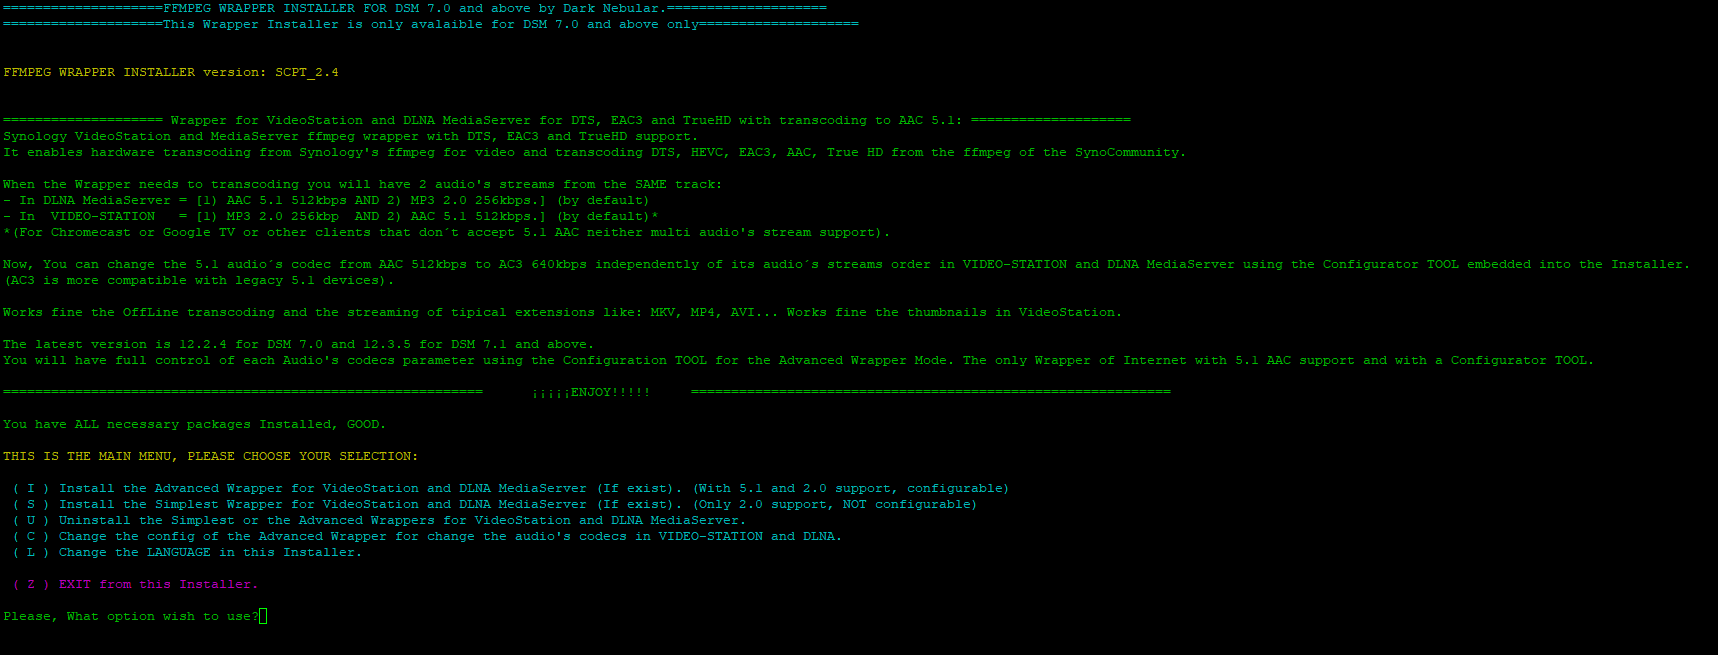 ====================FFMPEG WRAPPER INSTALLER FOR DSM 7.0 and above by Dark Nebular.====================
====================This Wrapper Installer is only avalaible for DSM 7.0 and above only====================
FFMPEG WRAPPER INSTALLER version: SCPT_2.4
==================== Wrapper for VideoStation and DLNA MediaServer for DTS, EAC3 and TrueHD with transcoding to AAC 5.1: ====================
Synology VideoStation and MediaServer ffmpeg wrapper with DTS, EAC3 and TrueHD support.
It enables hardware transcoding from Synology's ffmpeg for video and transcoding DTS, HEVC, EAC3, AAC, True HD from the ffmpeg of the SynoCommunity.
When the Wrapper needs to transcoding you will have 2 audio's streams from the SAME track:
- In DLNA MediaServer = [1) AAC 5.1 512kbps AND 2) MP3 2.0 256kbps.] (by default)
- In  VIDEO-STATION   = [1) MP3 2.0 256kbp  AND 2) AAC 5.1 512kbps.] (by default)*
*(For Chromecast or Google TV or other clients that don´t accept 5.1 AAC neither multi audio's stream support).
Now, You can change the 5.1 audio´s codec from AAC 512kbps to AC3 640kbps independently of its audio´s streams order in VIDEO-STATION and DLNA MediaServer using the Configurator TOOL embedded into the Installer.
(AC3 is more compatible with legacy 5.1 devices).
Works fine the OffLine transcoding and the streaming of tipical extensions like: MKV, MP4, AVI... Works fine the thumbnails in VideoStation.
The latest version is 12.2.4 for DSM 7.0 and 12.3.5 for DSM 7.1 and above.
You will have full control of each Audio's codecs parameter using the Configuration TOOL for the Advanced Wrapper Mode. The only Wrapper of Internet with 5.1 AAC support and with a Configurator TOOL.
============================================================      ¡¡¡¡¡ENJOY!!!!!     ============================================================
You have ALL necessary packages Installed, GOOD.
THIS IS THE MAIN MENU, PLEASE CHOOSE YOUR SELECTION:
( I ) Install the Advanced Wrapper for VideoStation and DLNA MediaServer (If exist). (With 5.1 and 2.0 support, configurable)
( S ) Install the Simplest Wrapper for VideoStation and DLNA MediaServer (If exist). (Only 2.0 support, NOT configurable)
( U ) Uninstall the Simplest or the Advanced Wrappers for VideoStation and DLNA MediaServer.
( C ) Change the config of the Advanced Wrapper for change the audio's codecs in VIDEO-STATION and DLNA.
( L ) Change the LANGUAGE in this Installer.
( Z ) EXIT from this Installer.
Please, What option wish to use?